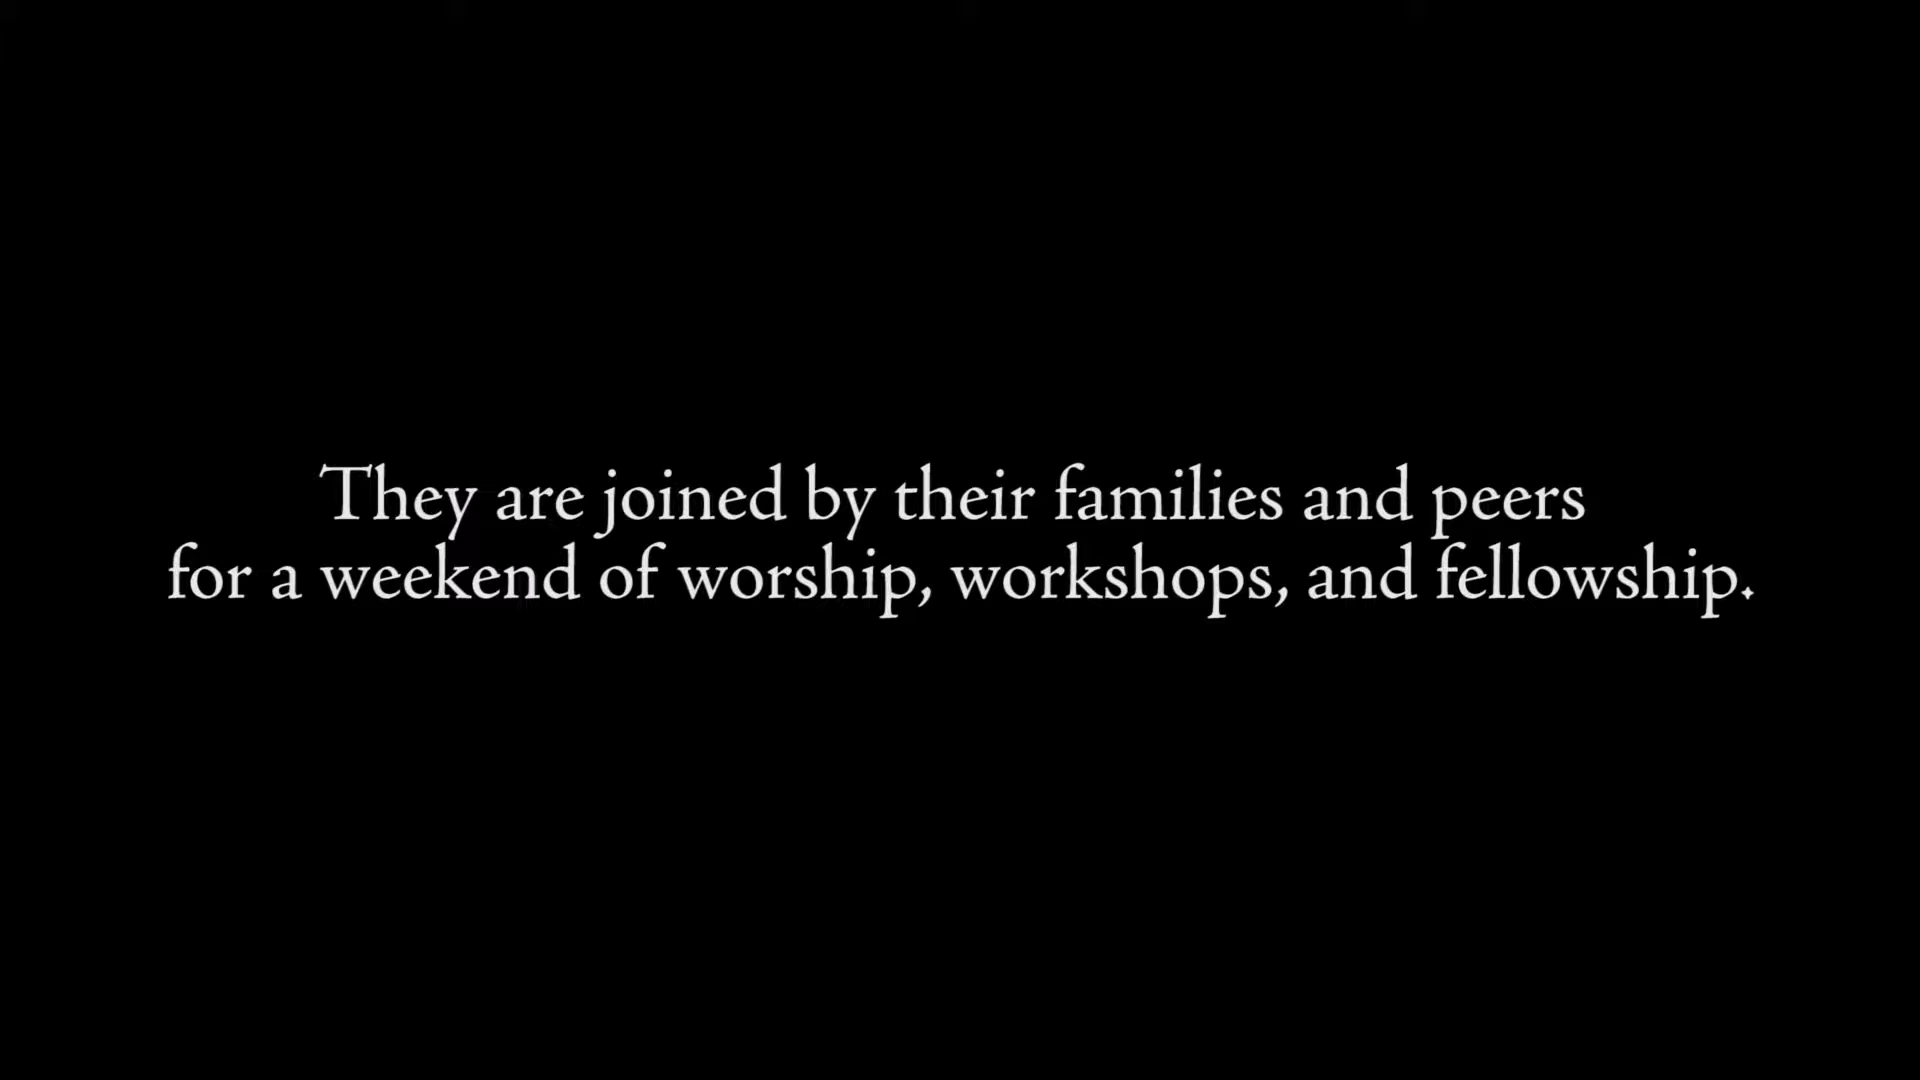 They are joined by their families and peers
for a weekend of worship, workshops, and fellowship.